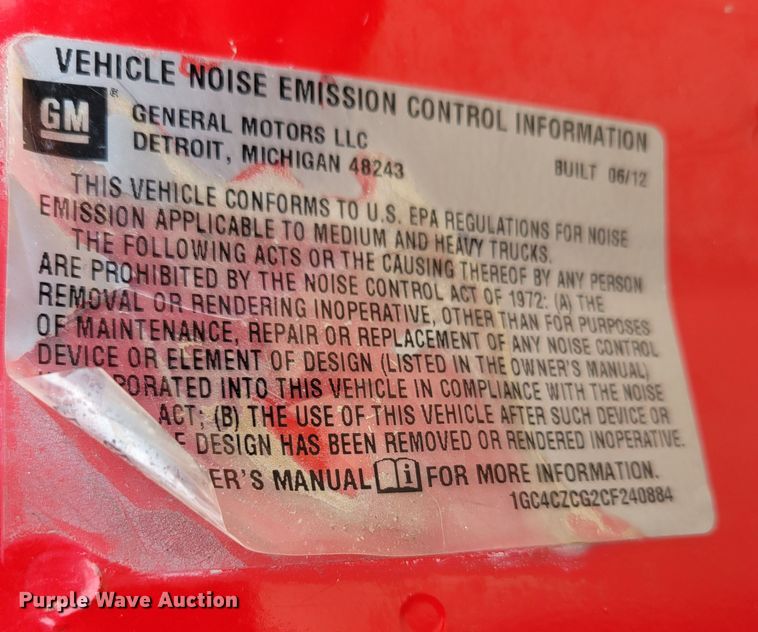 VEHICLE NOISE EMISSION CONTROL INFORMATION
GM ®
GENERAL MOTORS LLC
DETROIT, MICHIGAN 48243
BUILT 06/12
THIS VEHICLE CONFORMS TO U.S. EPA REGULATIONS FOR NOISE
EMISSION APPLICABLE TO MEDIUM AND HEAVY TRUCKS.
THE FOLLOWING ACTS OR THE CAUSING THEREOF BY ANY PERSON
ARE PROHIBITED BY THE NOISE CONTROL ACT OF 1972: (A) THE
REMOVAL OR RENDERING INOPERATIVE, OTHER THAN FOR PURPOSES
OF MAINTENANCE, REPAIR OR REPLACEMENT OF ANY NOISE CONTROL
DEVICE OR ELEMENT OF DESIGN (LISTED IN THE OWNER'S MANUAL)
ORATED INTO THIS VEHICLE IN COMPLIANCE WITH THE NOISE
ACT; (B) THE USE OF THIS VEHICLE AFTER SUCH DEVICE OR
DESIGN HAS BEEN REMOVED OR RENDERED INOPERATIVE.
ER'S MANUAL i FOR MORE INFORMATION.
1GC4CZCG2CF240884
Purple Wave Auction